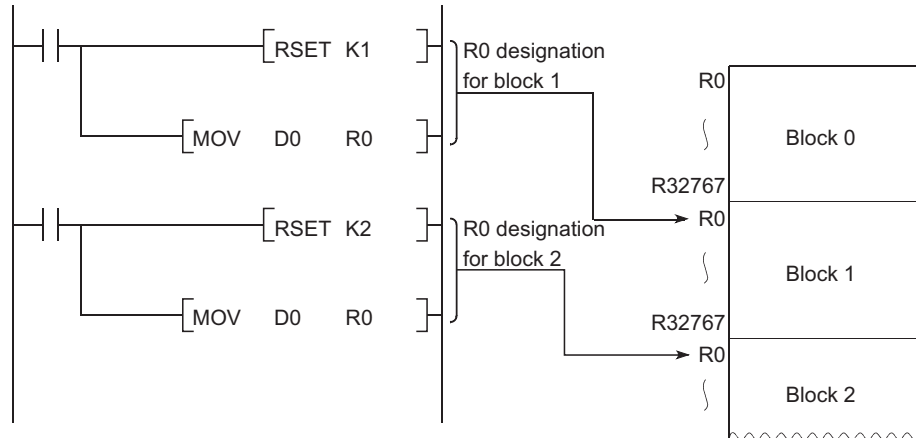 RSET K1
MOV D0 R0
RSET K2
MOV D0 R0
R0 designation
for block 1
R0 designation
for block 2
R0
Block 0
R32767
R0
Block 1
R32767
R0
Block 2